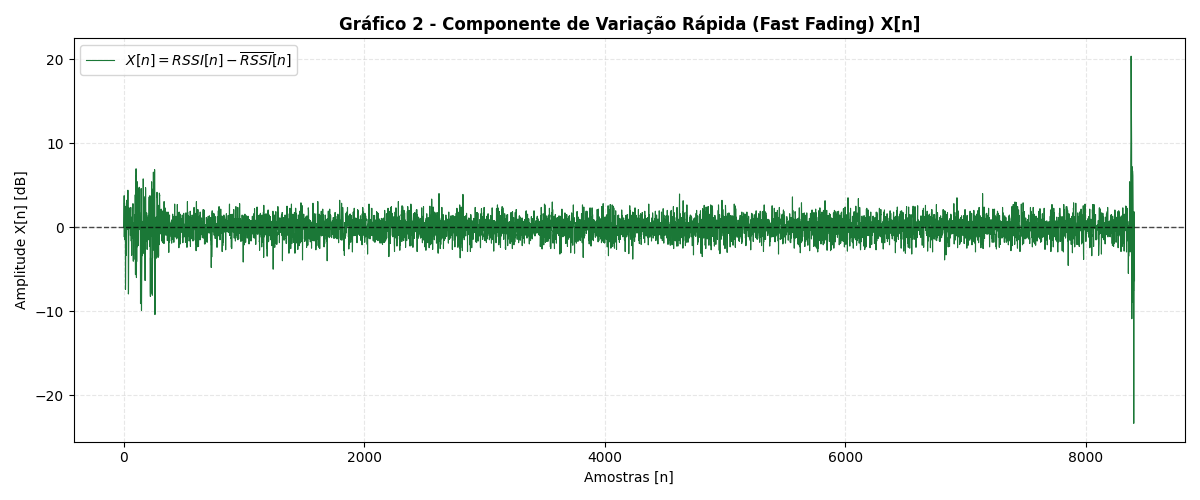 Gráfico 2 - Componente de Variação Rápida (Fast Fading) X[n]
X[n] = RSSI[n] − \overline{RSSI}[n]
Amplitude X[n] [dB]
20
10
0
−10
−20
0
2000
4000
6000
8000
Amostras [n]